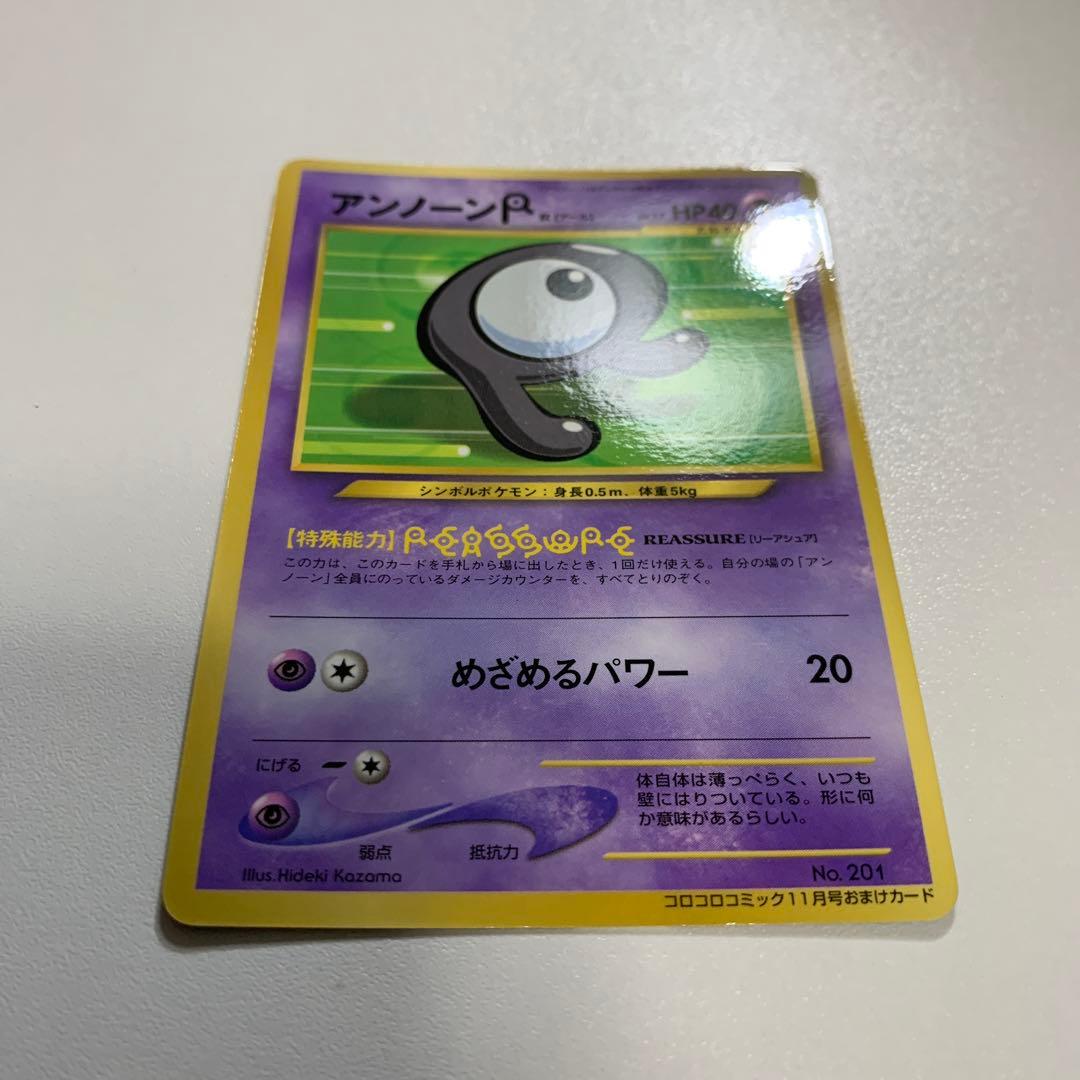 アンノーンR R[アール] HP40
シンボルポケモン：身長0.5m、体重5kg
【特殊能力】REASSURE REASSURE [リーアシュア]
この力は、このカードを手札から場に出したとき、1回だけ使える。自分の場の「アン
ノーン」全員にのっているダメージカウンターを、すべてとりのぞく。
めざめるパワー 20
にげる
体自体は薄っぺらく、いつも
壁にはりついている。形に何
か意味があるらしい。
弱点 抵抗力
Illus.Hideki Kazama
No. 201
コロコロコミック11月号おまけカード